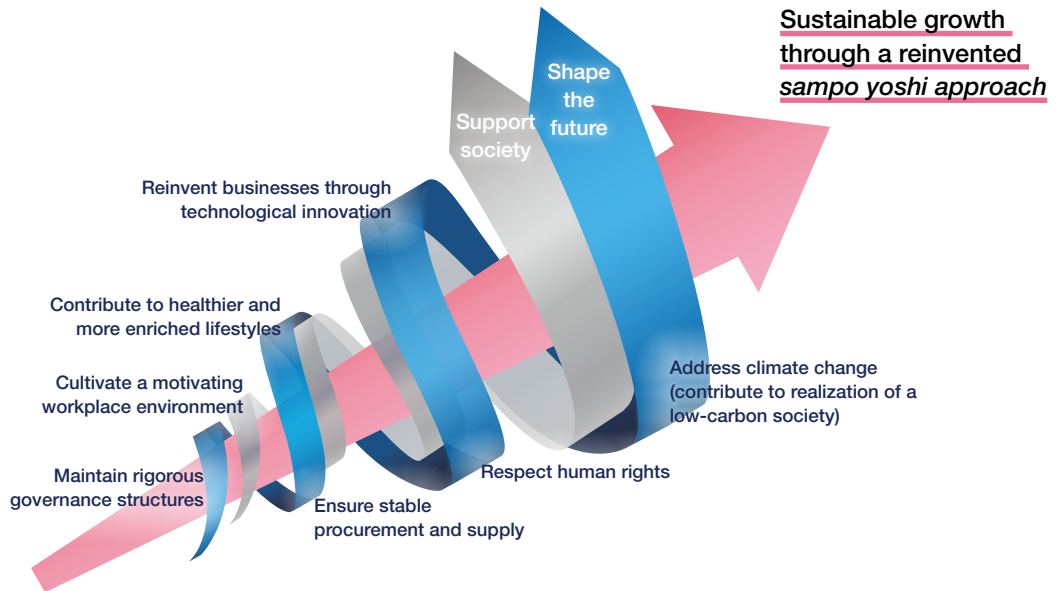 Sustainable growth
through a reinvented
sampo yoshi approach
Shape
the
future
Support
society
Reinvent businesses through
technological innovation
Contribute to healthier and
more enriched lifestyles
Cultivate a motivating
workplace environment
Maintain rigorous
governance structures
Address climate change
(contribute to realization of a
low-carbon society)
Respect human rights
Ensure stable
procurement and supply